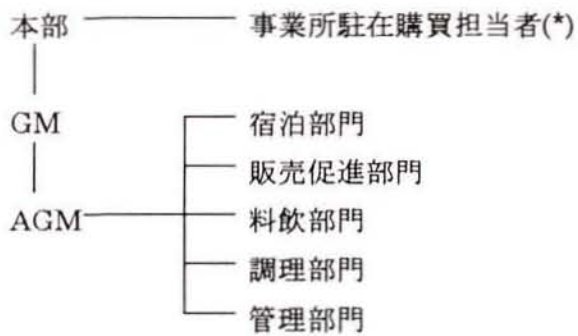 本部 事業所駐在購買担当者(*)
GM
宿泊部門
販売促進部門
AGM 料飲部門
調理部門
管理部門